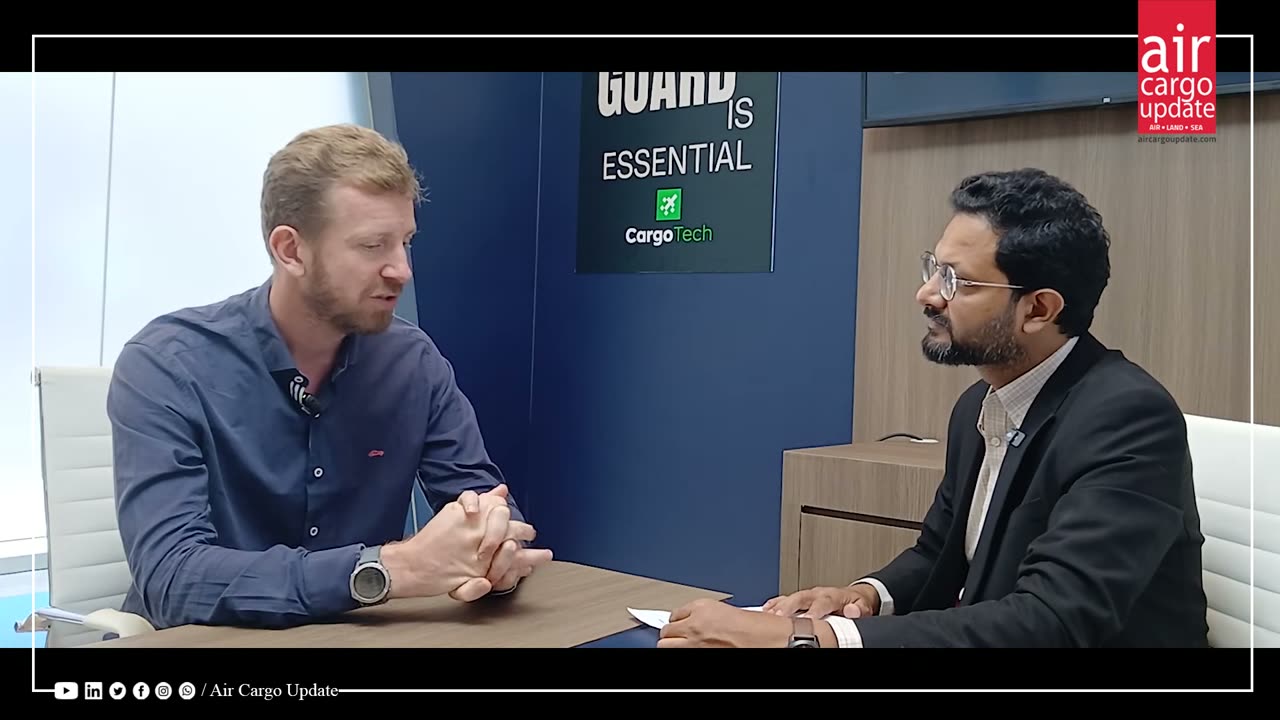 air
cargo
update
AIR • LAND • SEA
aircargoupdate.com
GUARD
IS
ESSENTIAL
CargoTech
/ Air Cargo Update